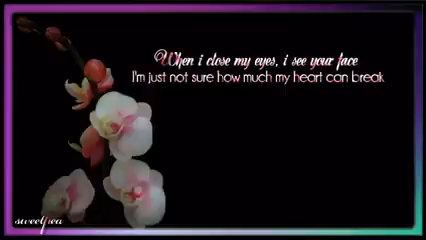 When i close my eyes, i see your face
I'm just not sure how much my heart can break
sweetpea